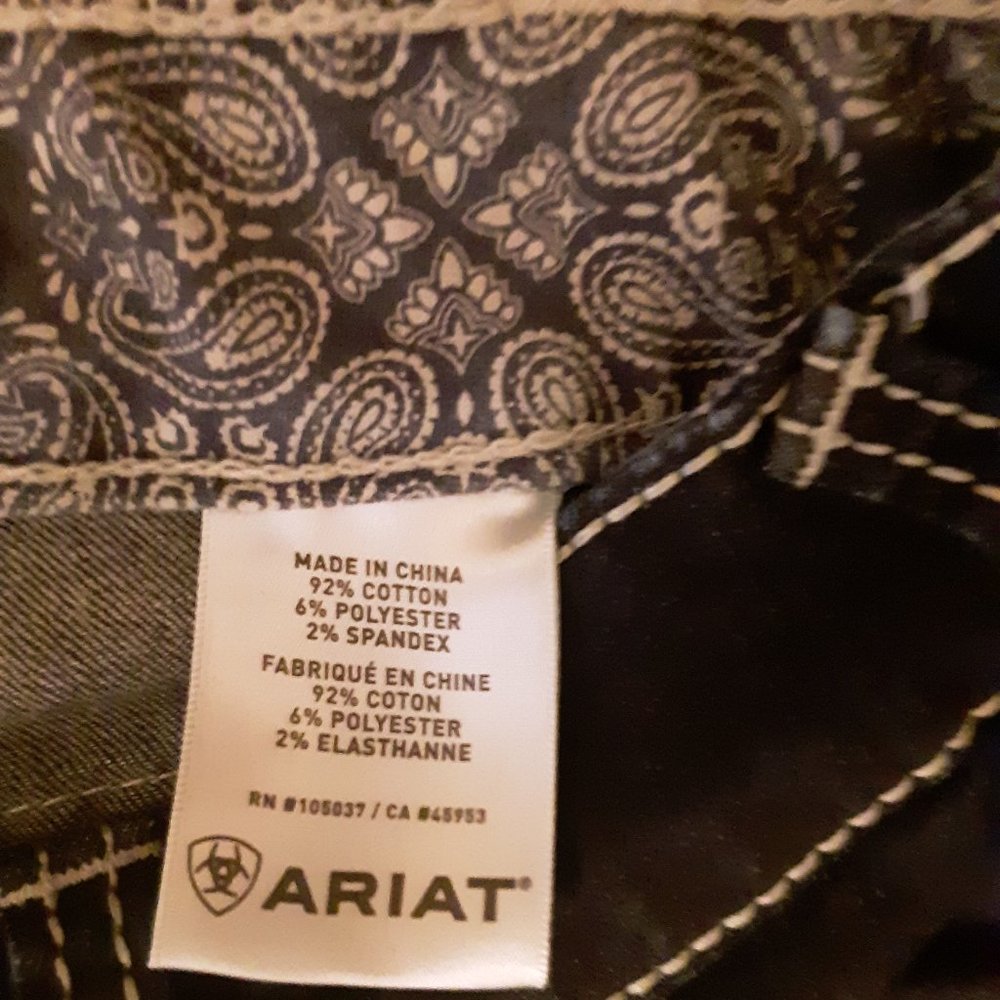 MADE IN CHINA
92% COTTON
6% POLYESTER
2% SPANDEX
FABRIQUÉ EN CHINE
92% COTON
6% POLYESTER
2% ELASTHANNE
RN #105037 / CA #45953
ARIAT®